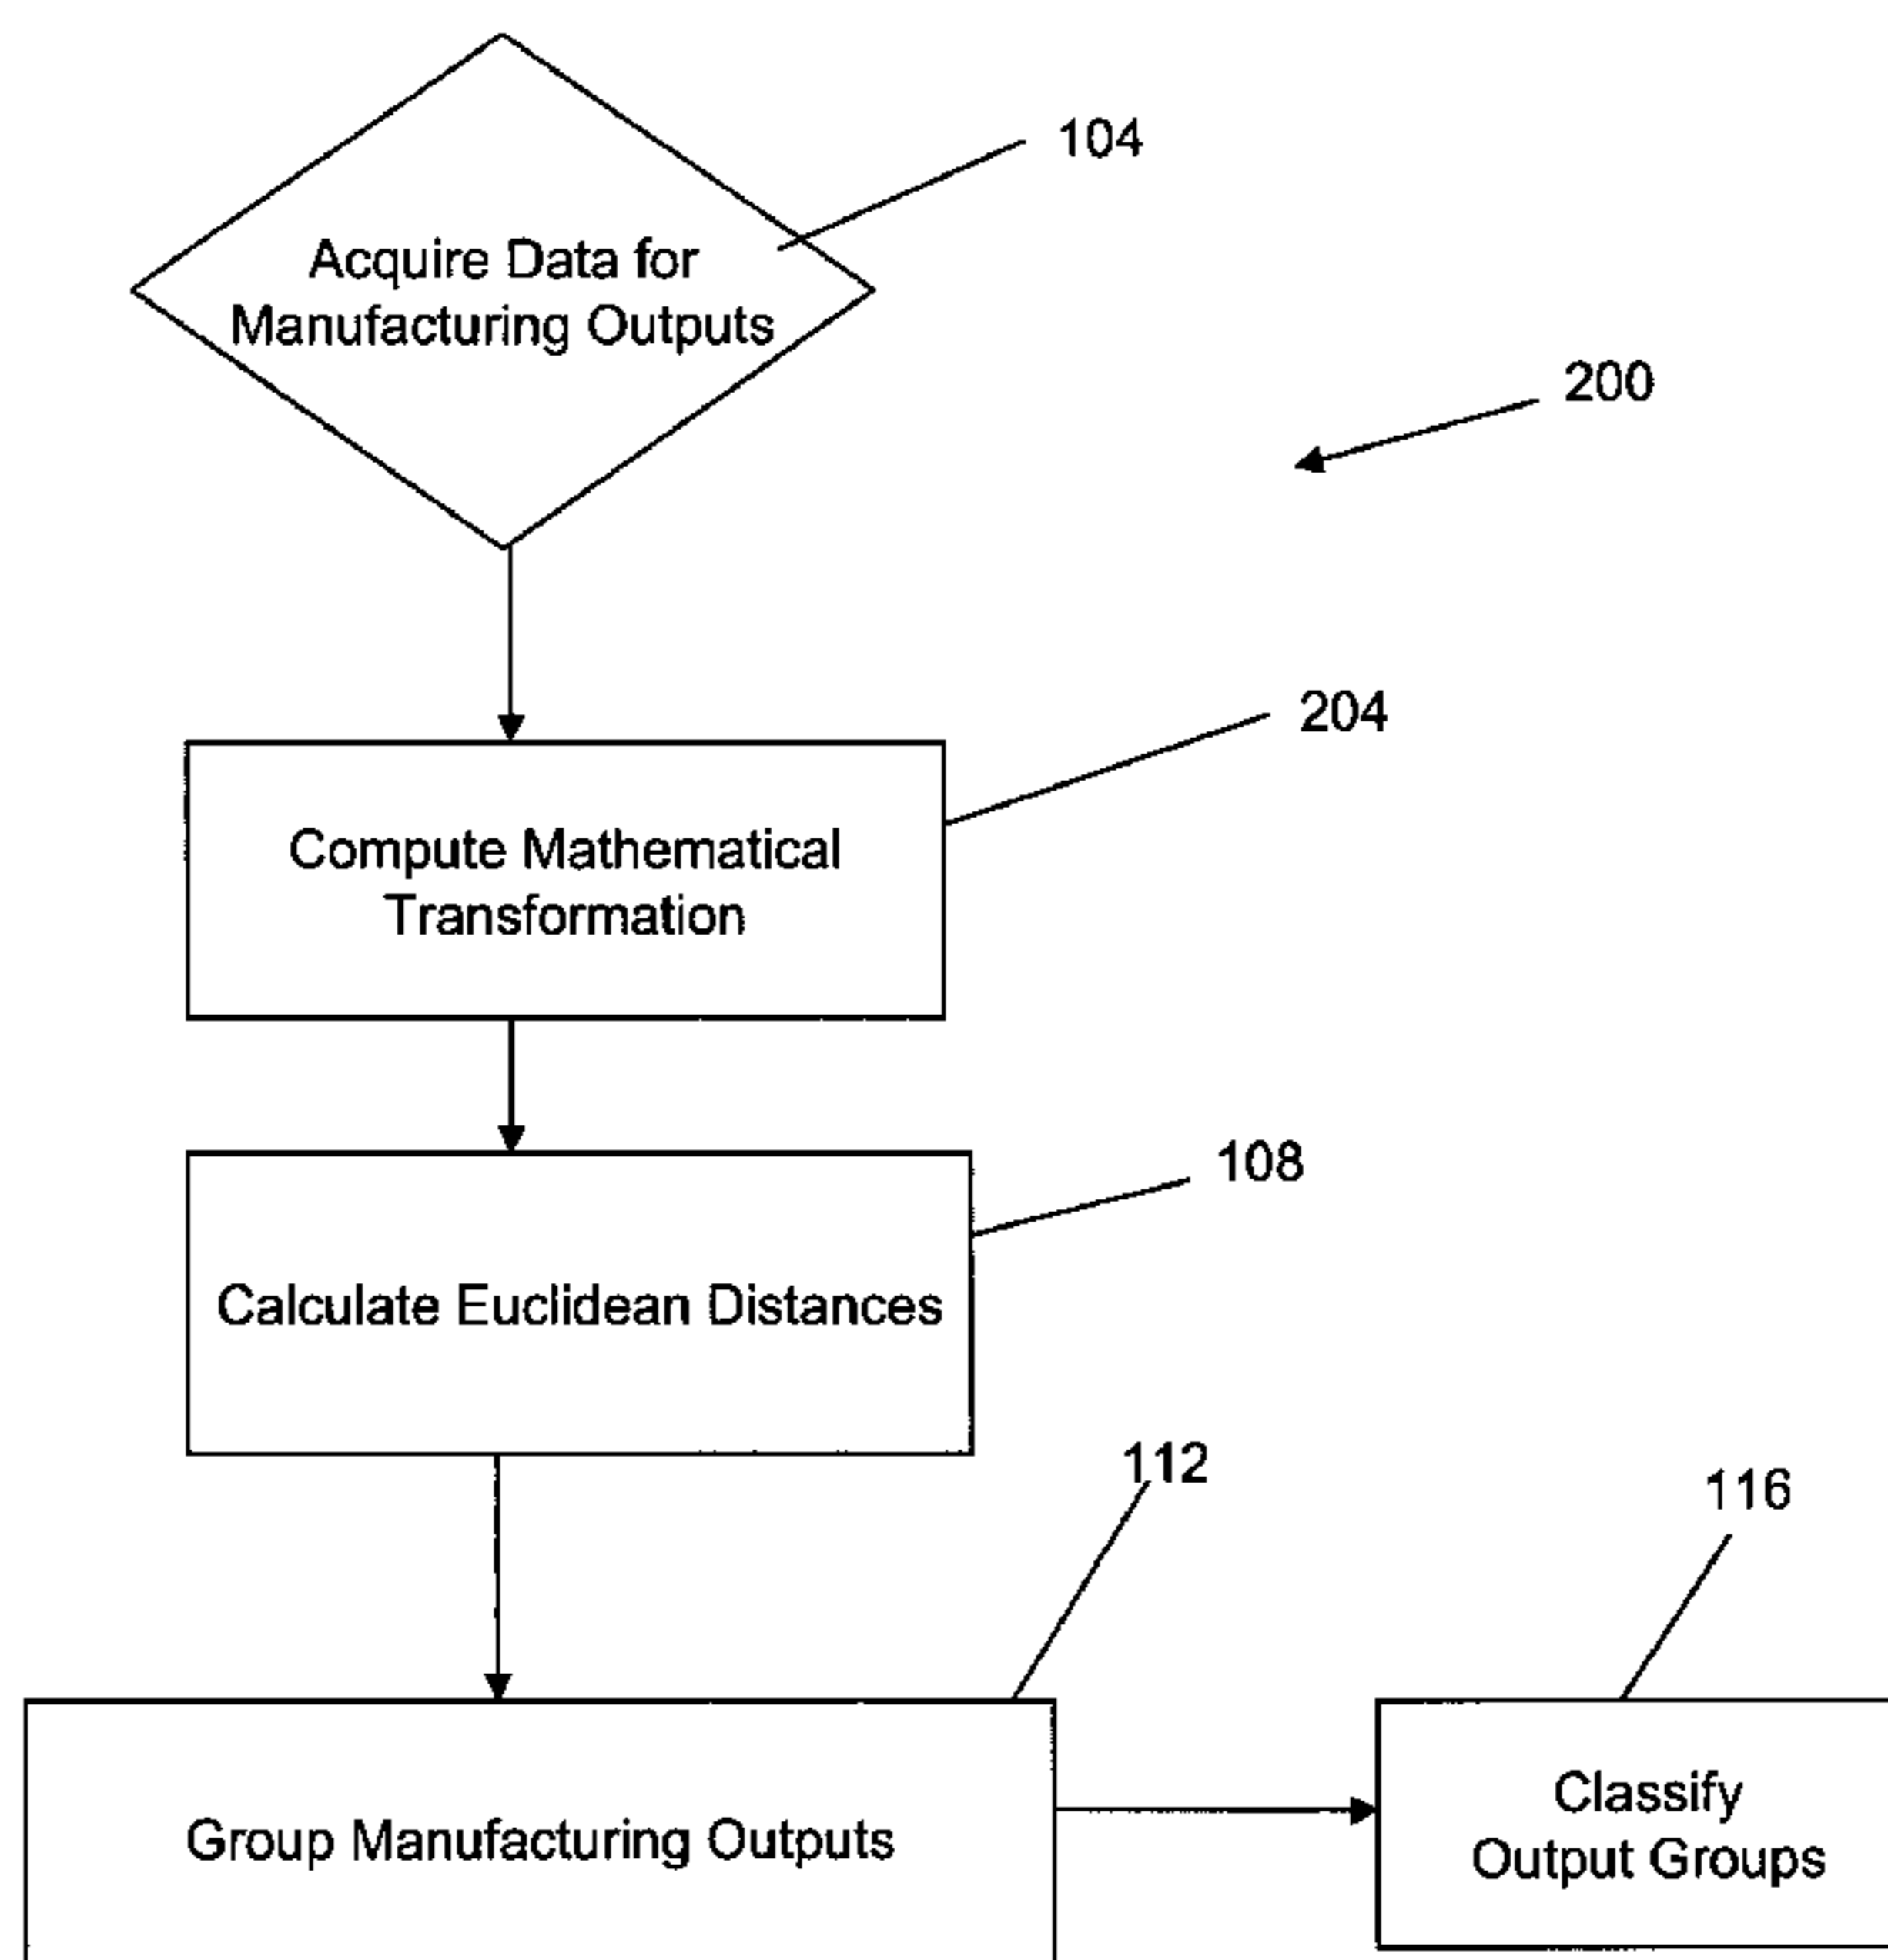 104
Acquire Data for
Manufacturing Outputs
200
204
Compute Mathematical
Transformation
108
Calculate Euclidean Distances
112
116
Group Manufacturing Outputs
Classify
Output Groups